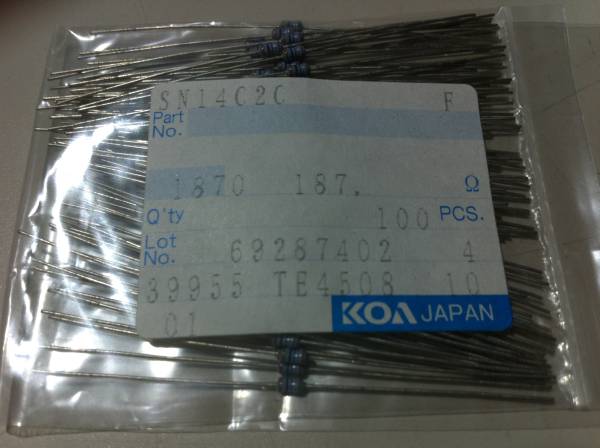 SN14C2C F
Part
No.
1870 187. Ω
Q'ty 100 PCS.
Lot
No. 69287402 4
39955 TE4508 10
01 KOA JAPAN